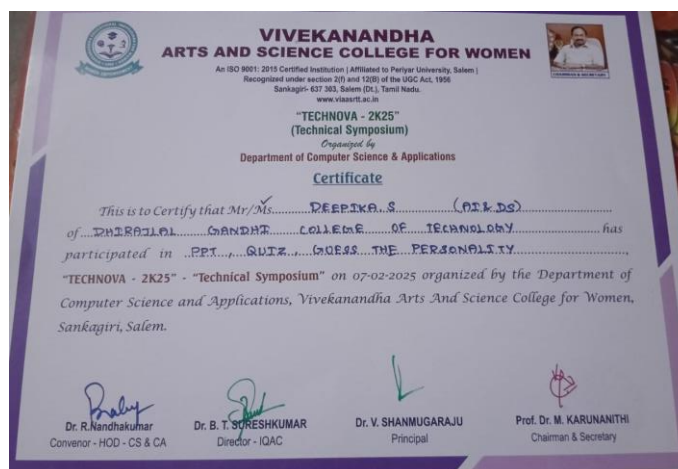 VIVEKANANDHA
ARTS AND SCIENCE COLLEGE FOR WOMEN
An ISO 9001: 2015 Certified Institution | Affiliated to Periyar University, Salem |
Recognized under section 2(f) and 12(B) of the UGC Act, 1956
Sankagiri- 637 303, Salem (Dt.), Tamil Nadu.
www.viassrtt.ac.in
CHAIRMAN & SECRETARY
"TECHNOVA - 2K25"
(Technical Symposium)
Organized by
Department of Computer Science & Applications
Certificate
This is to Certify that Mr/Ms. DEEPIKA.S (AI&DS)
of DHIRAJLAL GANDHI COLLEGE OF TECHNOLOGY has
participated in PPT, QUIZ, GOESS THE PERSONALITY,
"TECHNOVA - 2K25" - "Technical Symposium" on 07-02-2025 organized by the Department of
Computer Science and Applications, Vivekanandha Arts And Science College for Women,
Sankagiri, Salem.
Dr. R.Nandhakumar
Convenor - HOD - CS & CA
Dr. B. T. SURESHKUMAR
Director - IQAC
Dr. V. SHANMUGARAJU
Principal
Prof. Dr. M. KARUNANITHI
Chairman & Secretary